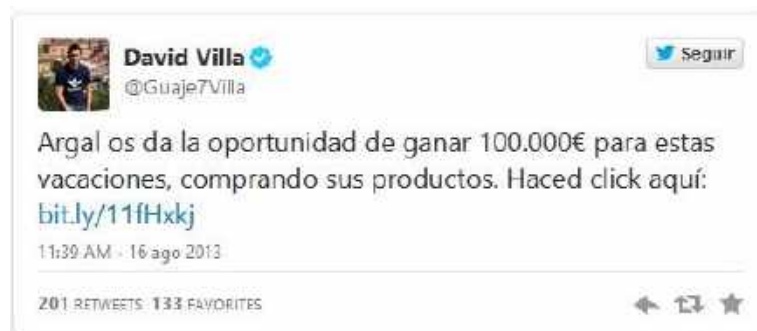 David Villa
@Guaje7Villa
Seguir
Argal os da la oportunidad de ganar 100.000€ para estas
vacaciones, comprando sus productos. Haced click aquí:
bit.ly/11fHxkj
11:39 AM - 16 ago 2013
201 RETWEETS 133 FAVORITES